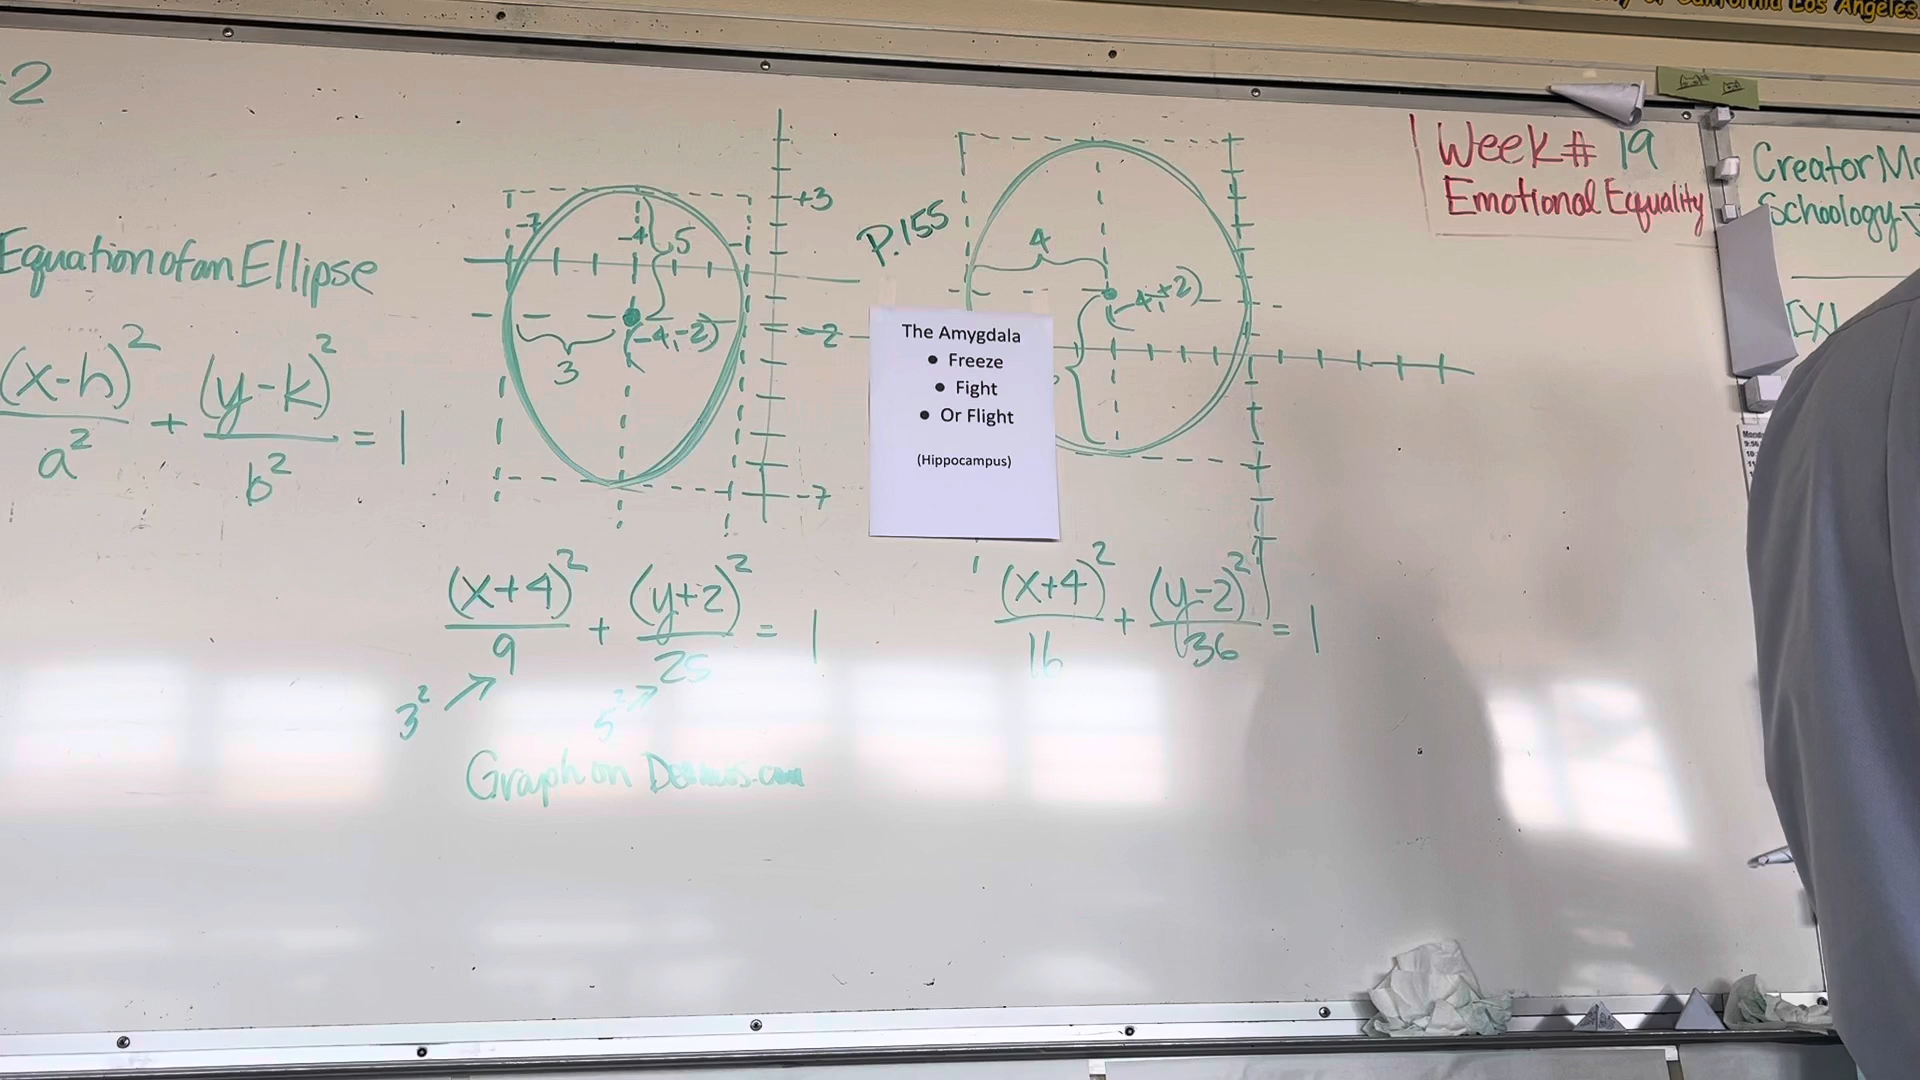 California Los Angeles
-2
Week # 19
Emotional Equality
Creator
Schoology
Equation of an Ellipse
(x-h)² / a² + (y-k)² / b² = 1
+3
-7
-4
-1
5
3
(-4,-2)
-2
-7
P.155
4
(-4,+2)
The Amygdala
• Freeze
• Fight
• Or Flight
(Hippocampus)
(x+4)² / 9 + (y+2)² / 25 = 1
3²
5²
(x+4)² / 16 + (y-2)² / 36 = 1
Graph on Desmos.com